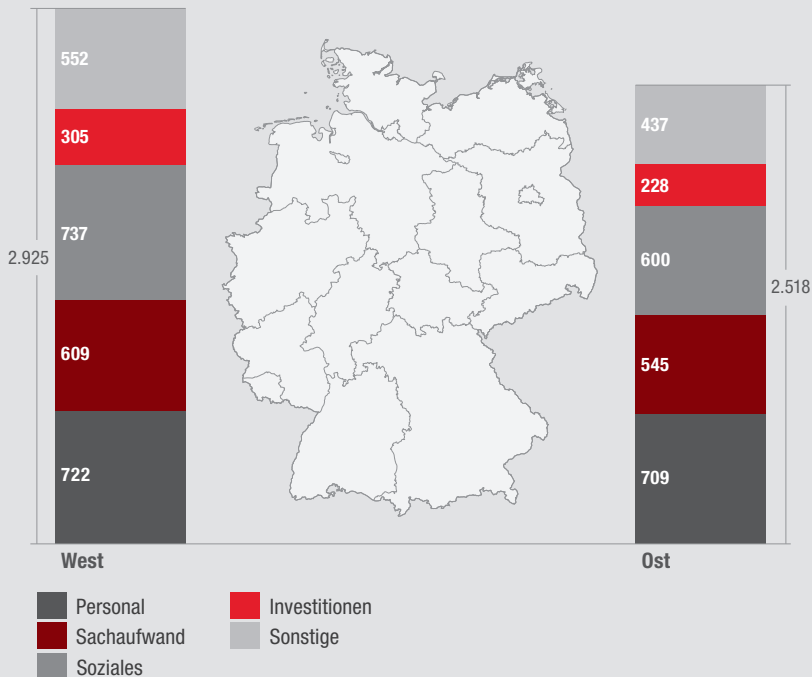 552
305
737
2.925
609
722
West
437
228
600
2.518
545
709
Ost
Personal
Sachaufwand
Soziales
Investitionen
Sonstige